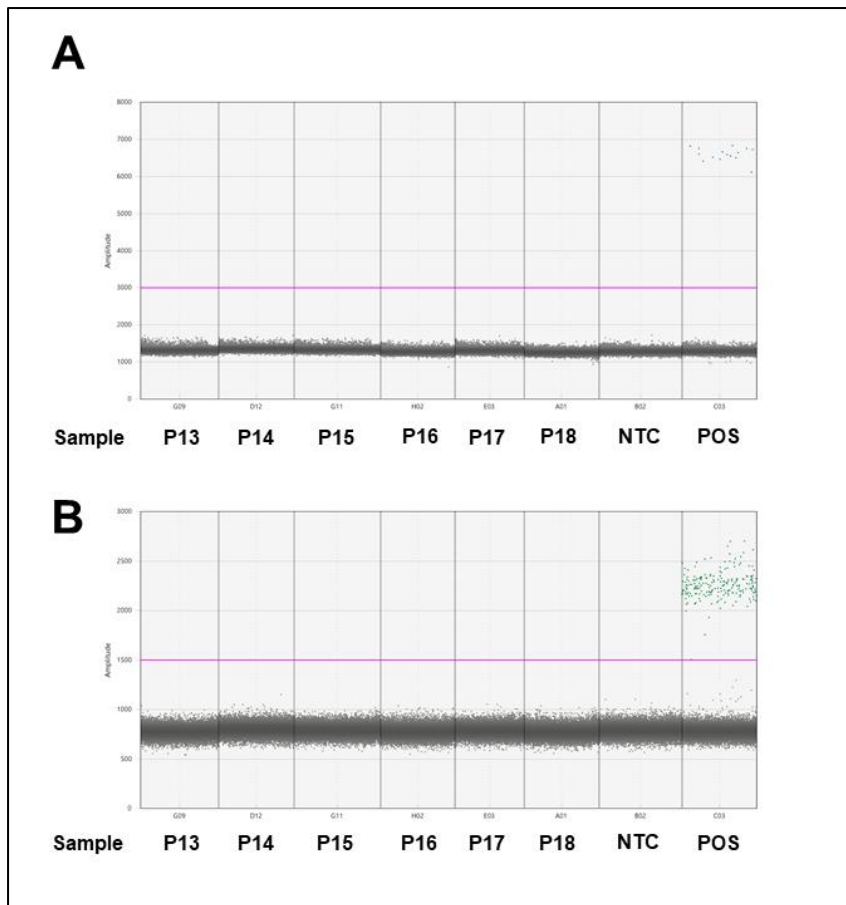 A
8000
7000
6000
5000
4000
3000
2000
1000
0
Amplitude
G09 D12 G11 H02 E03 A01 B02 C03
Sample P13 P14 P15 P16 P17 P18 NTC POS
B
3000
2500
2000
1500
1000
500
0
Amplitude
G09 D12 G11 H02 E03 A01 B02 C03
Sample P13 P14 P15 P16 P17 P18 NTC POS